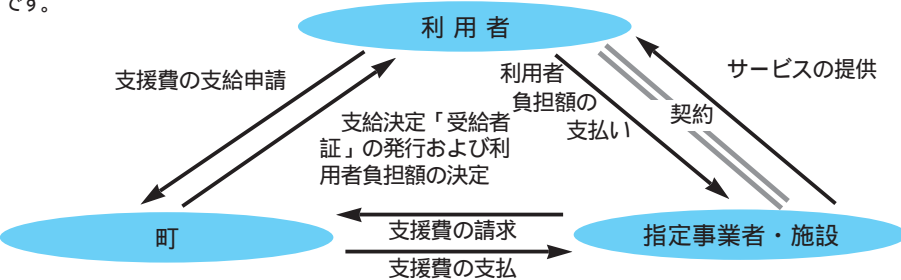 です。
利用者
支援費の支給申請
利用者
負担額の
支払い
サービスの提供
契約
支給決定「受給者
証」の発行および利
用者負担額の決定
町
支援費の請求
支援費の支払
指定事業者・施設